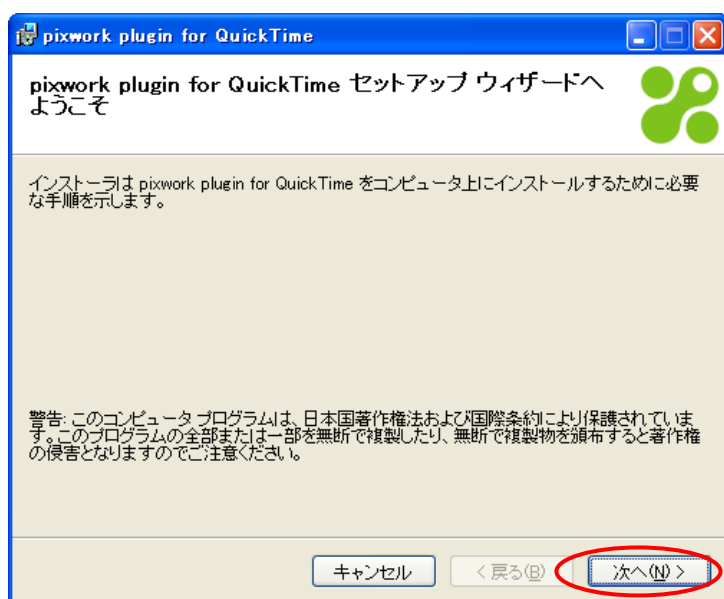 pixwork plugin for QuickTime
pixwork plugin for QuickTime セットアップ ウィザードへ
ようこそ
インストーラは pixwork plugin for QuickTime をコンピュータ上にインストールするために必要
な手順を示します。
警告: このコンピュータ プログラムは、日本国著作権法および国際条約により保護されていま
す。このプログラムの全部または一部を無断で複製したり、無断で複製物を頒布すると著作権
の侵害となりますのでご注意ください。
キャンセル
< 戻る(B)
次へ(N) >